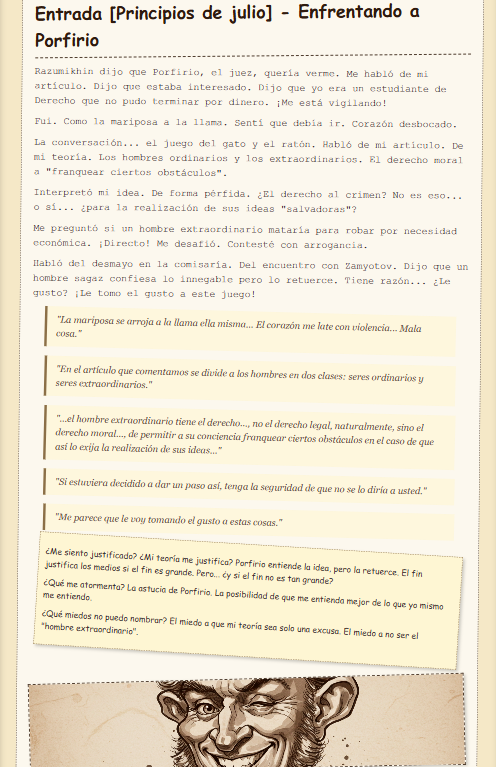 Entrada [Principios de julio] - Enfrentando a
Porfirio
Razumikhin dijo que Porfirio, el juez, quería verme. Me habló de mi
artículo. Dijo que estaba interesado. Dijo que yo era un estudiante de
Derecho que no pudo terminar por dinero. ¡Me está vigilando!
Fui. Como la mariposa a la llama. Sentí que debía ir. Corazón desbocado.
La conversación... el juego del gato y el ratón. Habló de mi artículo. De
mi teoría. Los hombres ordinarios y los extraordinarios. El derecho moral
a "franquear ciertos obstáculos".
Interpretó mi idea. De forma pérfida. ¿El derecho al crimen? No es eso...
o sí... ¿para la realización de sus ideas "salvadoras"?
Me preguntó si un hombre extraordinario mataría para robar por necesidad
económica. ¡Directo! Me desafió. Contesté con arrogancia.
Habló del desmayo en la comisaría. Del encuentro con Zamyotov. Dijo que un
hombre sagaz confiesa lo innegable pero lo retuerce. Tiene razón... ¿Le
gusto? ¡Le tomo el gusto a este juego!
"La mariposa se arroja a la llama ella misma... El corazón me late con violencia... Mala
cosa."
"En el artículo que comentamos se divide a los hombres en dos clases: seres ordinarios y
seres extraordinarios."
"...el hombre extraordinario tiene el derecho..., no el derecho legal, naturalmente, sino el
derecho moral..., de permitir a su conciencia franquear ciertos obstáculos en el caso de que
así lo exija la realización de sus ideas..."
"Si estuviera decidido a dar un paso así, tenga la seguridad de que no se lo diría a usted."
"Me parece que le voy tomando el gusto a estas cosas."
¿Me siento justificado? ¿Mi teoría me justifica? Porfirio entiende la idea, pero la retuerce. El fin
justifica los medios si el fin es grande. Pero... ¿y si el fin no es tan grande?
¿Qué me atormenta? La astucia de Porfirio. La posibilidad de que me entienda mejor de lo que yo mismo
me entiendo.
¿Qué miedos no puedo nombrar? El miedo a que mi teoría sea solo una excusa. El miedo a no ser el
"hombre extraordinario".